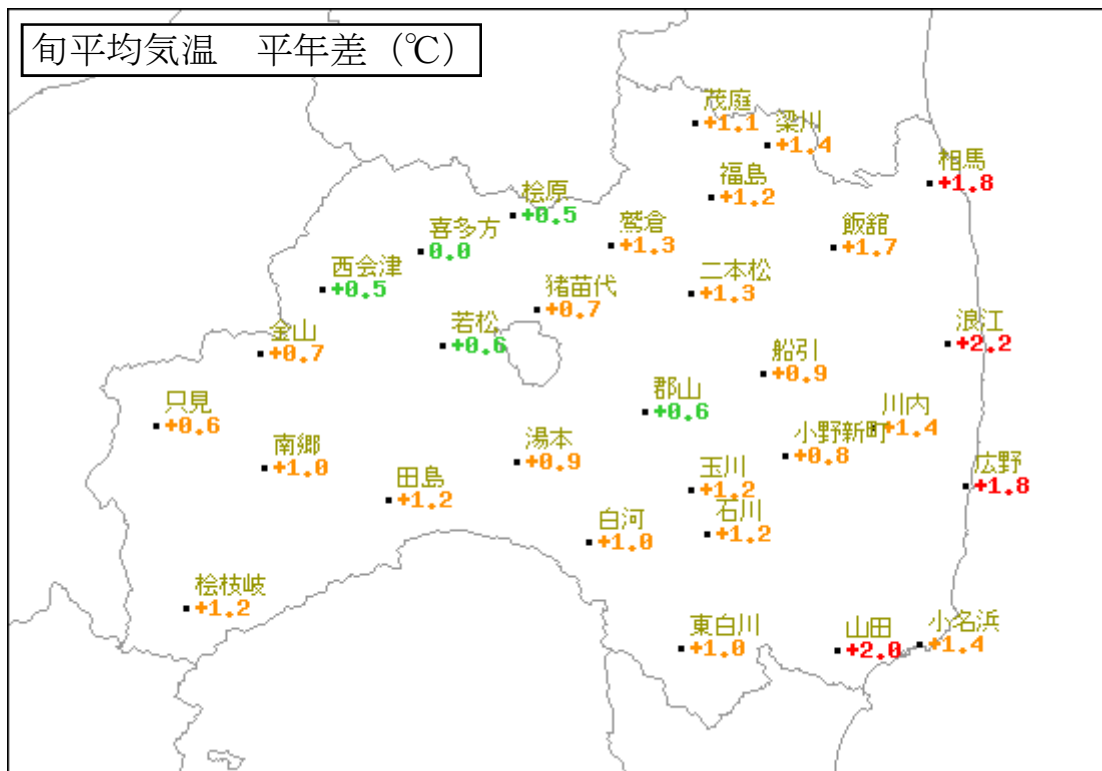 旬平均気温　平年差（℃）
茂庭
+1.1
梁川
+1.4
相馬
+1.8
福島
+1.2
桧原
+0.5
喜多方
0.0
鷲倉
+1.3
飯舘
+1.7
西会津
+0.5
猪苗代
+0.7
二本松
+1.3
金山
+0.7
若松
+0.6
浪江
+2.2
船引
+0.9
只見
+0.6
郡山
+0.6
川内
+1.4
南郷
+1.0
湯本
+0.9
小野新町
+0.8
田島
+1.2
玉川
+1.2
広野
+1.8
白河
+1.0
石川
+1.2
桧枝岐
+1.2
東白川
+1.0
山田
+2.0
小名浜
+1.4